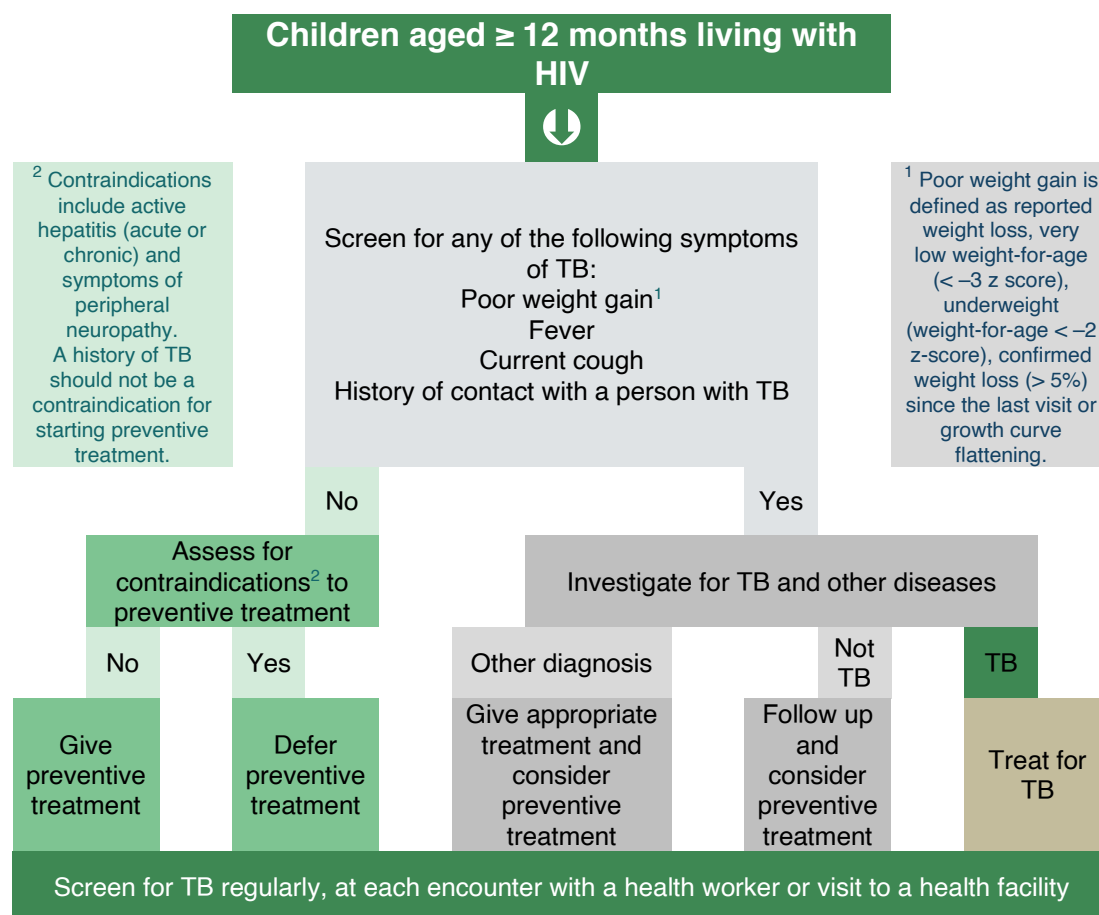 Children aged ≥ 12 months living with
HIV
² Contraindications
include active
hepatitis (acute or
chronic) and
symptoms of
peripheral
neuropathy.
A history of TB
should not be a
contraindication for
starting preventive
treatment.
Screen for any of the following symptoms
of TB:
Poor weight gain¹
Fever
Current cough
History of contact with a person with TB
¹ Poor weight gain is
defined as reported
weight loss, very
low weight-for-age
(< –3 z score),
underweight
(weight-for-age < –2
z-score), confirmed
weight loss (> 5%)
since the last visit or
growth curve
flattening.
No
Yes
Assess for
contraindications² to
preventive treatment
Investigate for TB and other diseases
No
Yes
Other diagnosis
Not
TB
TB
Give
preventive
treatment
Defer
preventive
treatment
Give appropriate
treatment and
consider
preventive
treatment
Follow up
and
consider
preventive
treatment
Treat for
TB
Screen for TB regularly, at each encounter with a health worker or visit to a health facility